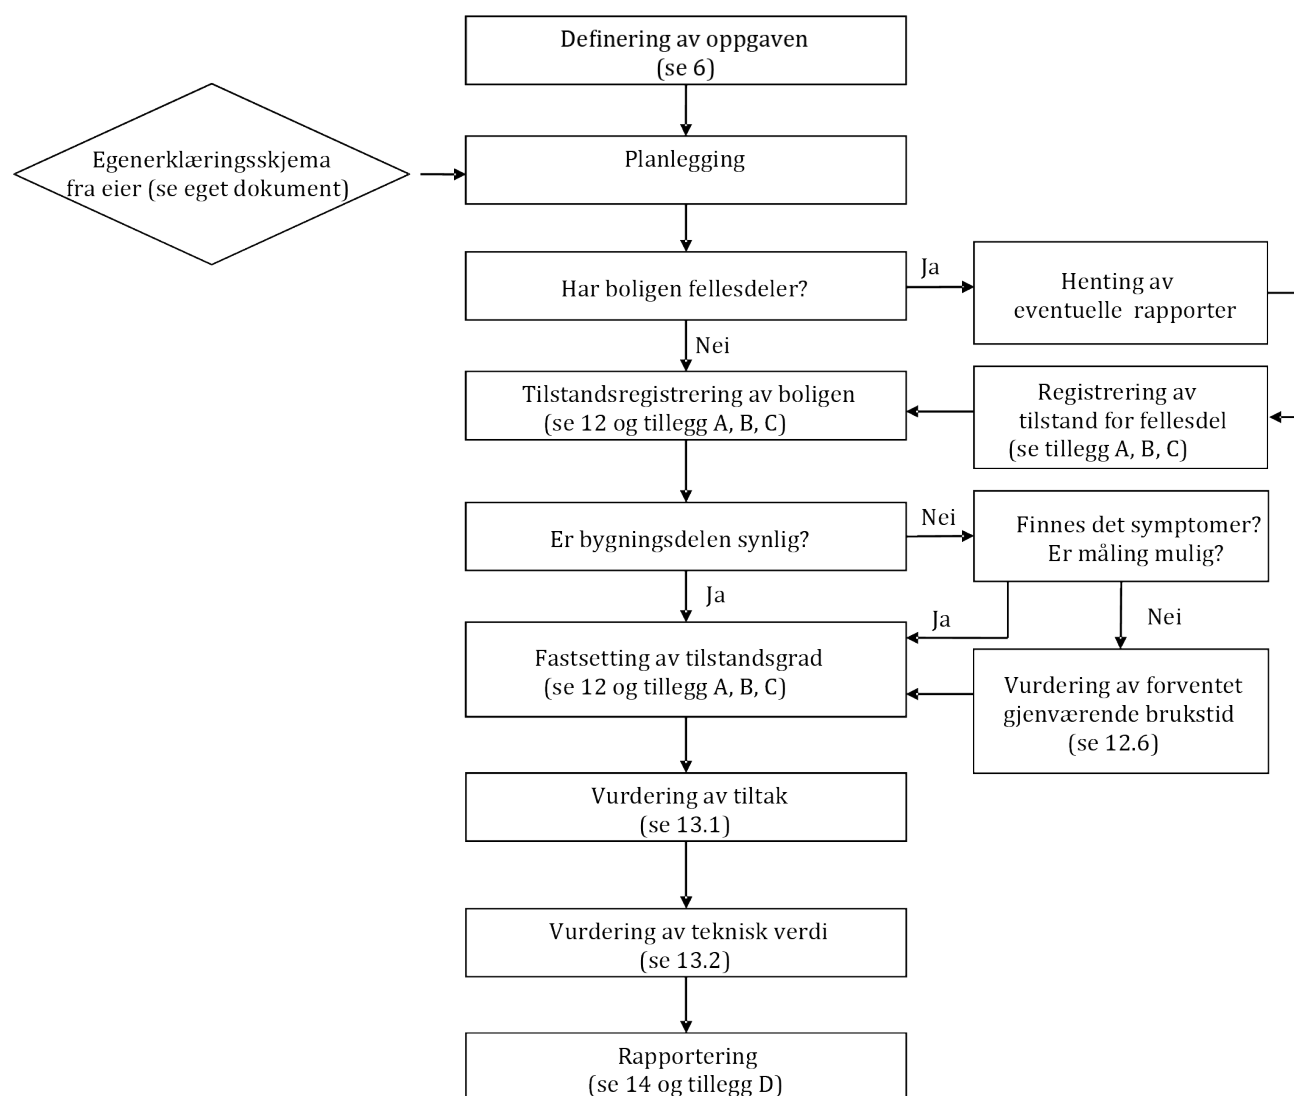 Definering av oppgaven
(se 6)
Egenerklæringsskjema
fra eier (se eget dokument)
Planlegging
Har boligen fellesdeler?
Ja
Henting av
eventuelle rapporter
Nei
Tilstandsregistrering av boligen
(se 12 og tillegg A, B, C)
Registrering av
tilstand for fellesdel
(se tillegg A, B, C)
Er bygningsdelen synlig?
Nei
Finnes det symptomer?
Er måling mulig?
Ja
Ja
Nei
Fastsetting av tilstandsgrad
(se 12 og tillegg A, B, C)
Vurdering av forventet
gjenværende brukstid
(se 12.6)
Vurdering av tiltak
(se 13.1)
Vurdering av teknisk verdi
(se 13.2)
Rapportering
(se 14 og tillegg D)